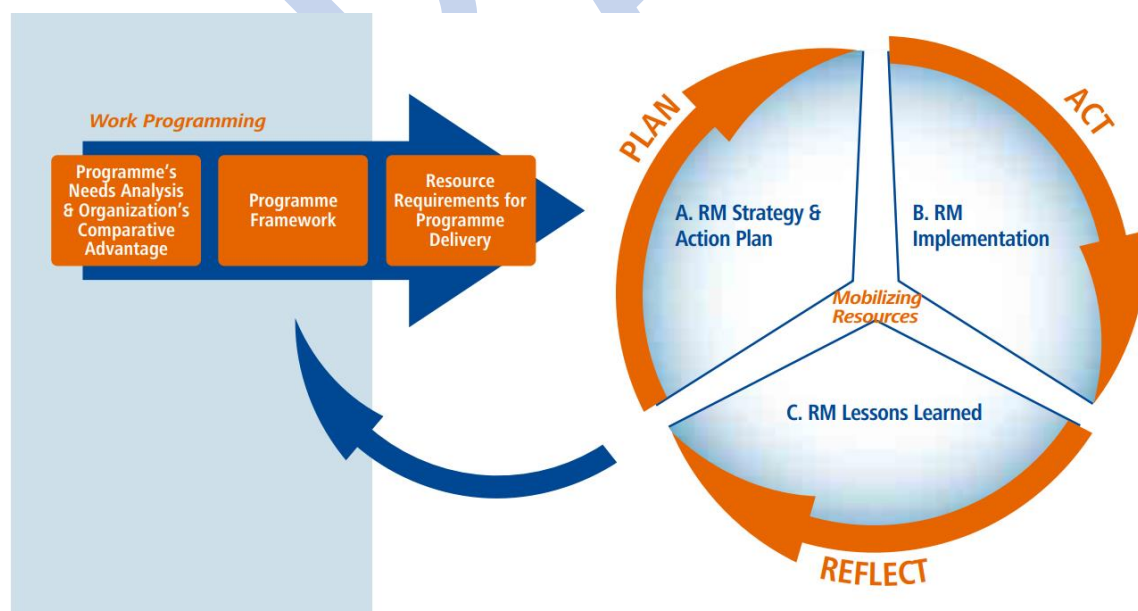 Work Programming
Programme's
Needs Analysis
& Organization's
Comparative
Advantage
Programme
Framework
Resource
Requirements for
Programme
Delivery
PLAN
ACT
A. RM Strategy &
Action Plan
B. RM
Implementation
Mobilizing
Resources
C. RM Lessons Learned
REFLECT